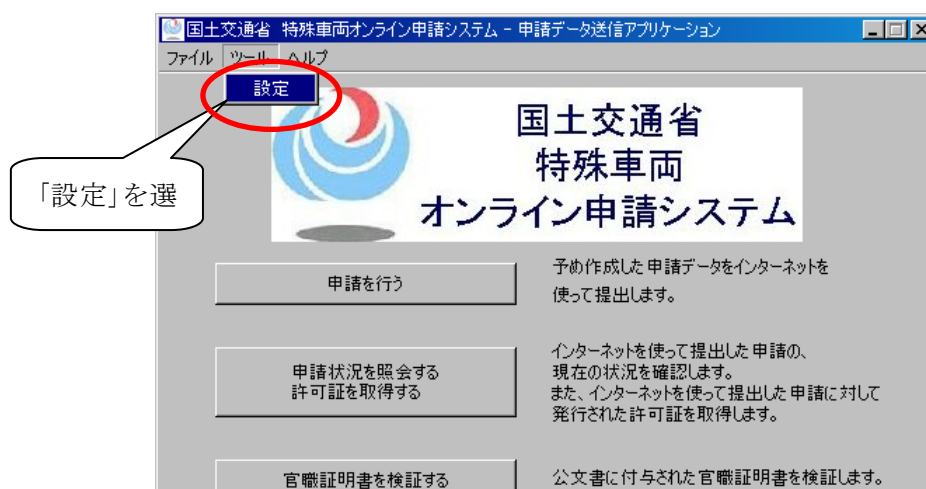 国土交通省 特殊車両オンライン申請システム - 申請データ送信アプリケーション
ファイル ツール ヘルプ
設定
国土交通省
特殊車両
オンライン申請システム
「設定」を選
申請を行う
予め作成した申請データをインターネットを
使って提出します。
申請状況を照会する
許可証を取得する
インターネットを使って提出した申請の、
現在の状況を確認します。
また、インターネットを使って提出した申請に対して
発行された許可証を取得します。
官職証明書を検証する
公文書に付与された官職証明書を検証します。